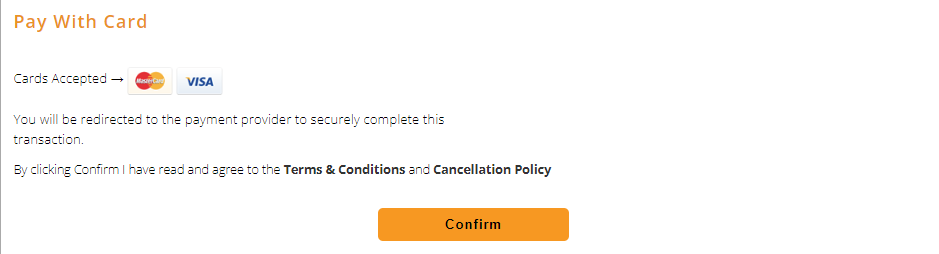 Pay With Card
Cards Accepted → MasterCard VISA
You will be redirected to the payment provider to securely complete this
transaction.
By clicking Confirm I have read and agree to the Terms & Conditions and Cancellation Policy
Confirm